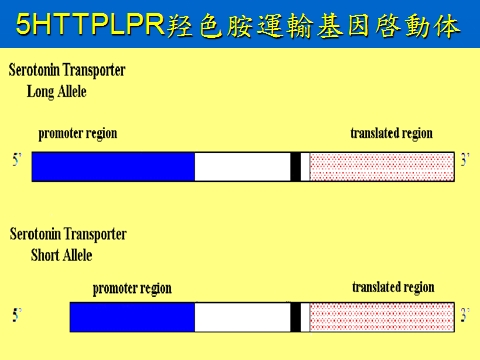 5HTTPLPR羥色胺運輸基因啓動体
Serotonin Transporter
Long Allele
promoter region translated region
5’ 3’
Serotonin Transporter
Short Allele
promoter region translated region
5’ 3’